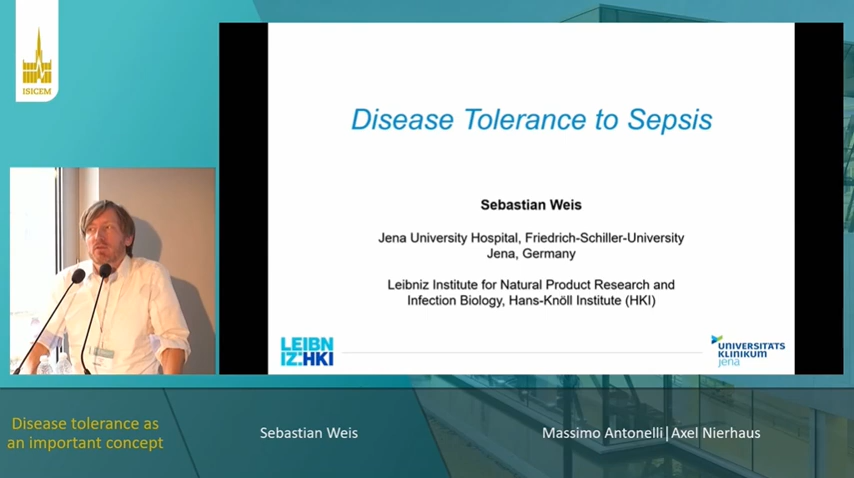 ISICEM
Disease Tolerance to Sepsis
Sebastian Weis
Jena University Hospital, Friedrich-Schiller-University
Jena, Germany
Leibniz Institute for Natural Product Research and
Infection Biology, Hans-Knöll Institute (HKI)
LEIBN
IZ:HKI
UNIVERSITÄTS
KLINIKUM
jena
Disease tolerance as
an important concept
Sebastian Weis
Massimo Antonelli|Axel Nierhaus